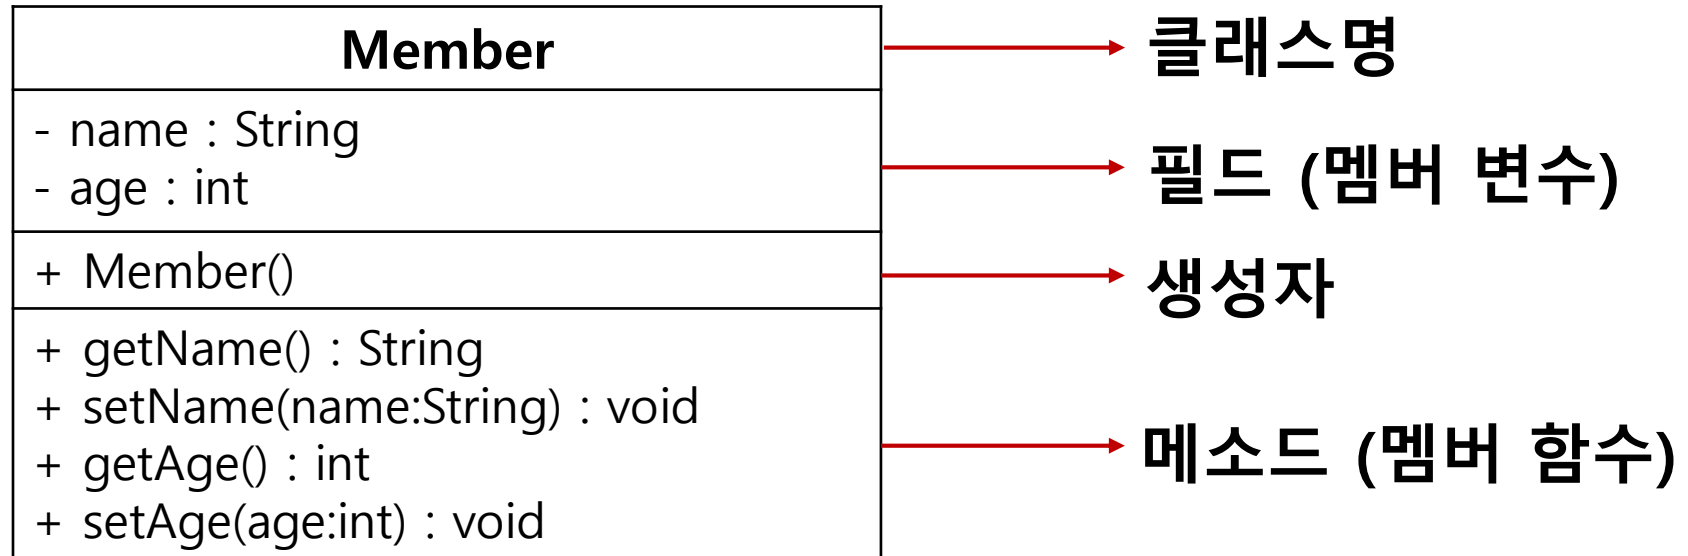 Member
클래스명
- name : String
- age : int
필드 (멤버 변수)
+ Member()
생성자
+ getName() : String
+ setName(name:String) : void
+ getAge() : int
+ setAge(age:int) : void
메소드 (멤버 함수)